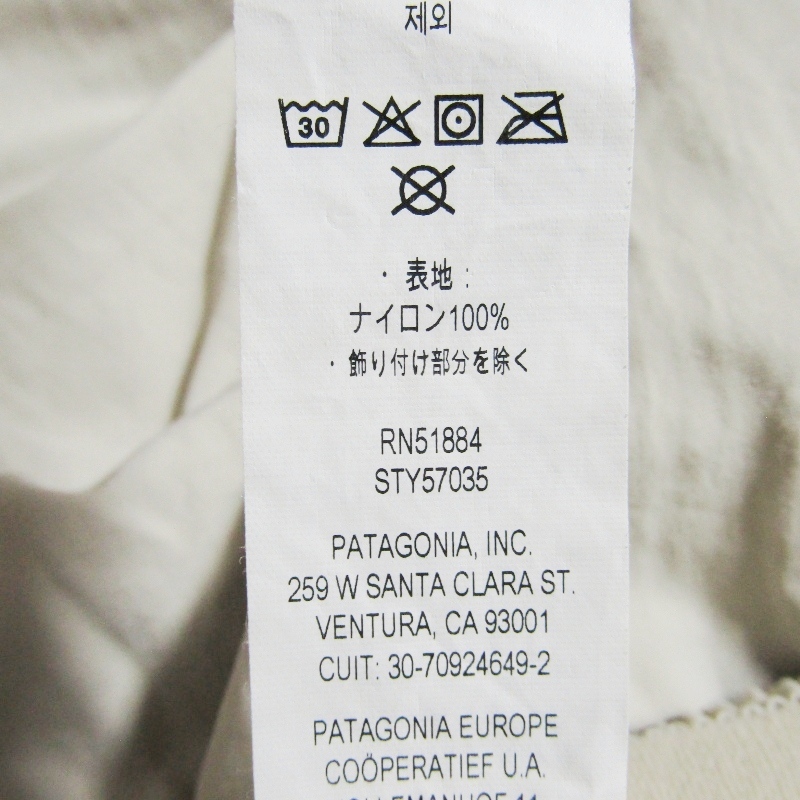 제외
30
· 表地 :
ナイロン100%
· 飾り付け部分を除く
RN51884
STY57035
PATAGONIA, INC.
259 W SANTA CLARA ST.
VENTURA, CA 93001
CUIT: 30-70924649-2
PATAGONIA EUROPE
COÖPERATIEF U.A.